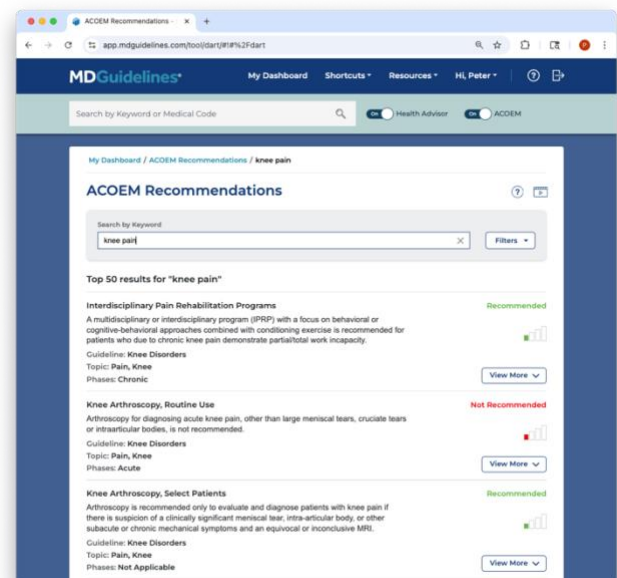 ACOEM Recommendations -
app.mdguidelines.com/tool/dart/#!#%2Fdart
P
MDGuidelines
My Dashboard
Shortcuts
Resources
Hi, Peter
?
Search by Keyword or Medical Code
On
Health Advisor
On
ACOEM
My Dashboard / ACOEM Recommendations / knee pain
ACOEM Recommendations
?
Search by Keyword
knee pain
Filters
Top 50 results for "knee pain"
Interdisciplinary Pain Rehabilitation Programs
Recommended
A multidisciplinary or interdisciplinary program (IPRP) with a focus on behavioral or
cognitive-behavioral approaches combined with conditioning exercise is recommended for
patients who due to chronic knee pain demonstrate partial/total work incapacity.
Guideline: Knee Disorders
Topic: Pain, Knee
Phases: Chronic
View More
Knee Arthroscopy, Routine Use
Not Recommended
Arthroscopy for diagnosing acute knee pain, other than large meniscal tears, cruciate tears
or intraarticular bodies, is not recommended.
Guideline: Knee Disorders
Topic: Pain, Knee
Phases: Acute
View More
Knee Arthroscopy, Select Patients
Recommended
Arthroscopy is recommended only to evaluate and diagnose patients with knee pain if
there is suspicion of a clinically significant meniscal tear, intra-articular body, or other
subacute or chronic mechanical symptoms and an equivocal or inconclusive MRI.
Guideline: Knee Disorders
Topic: Pain, Knee
Phases: Not Applicable
View More